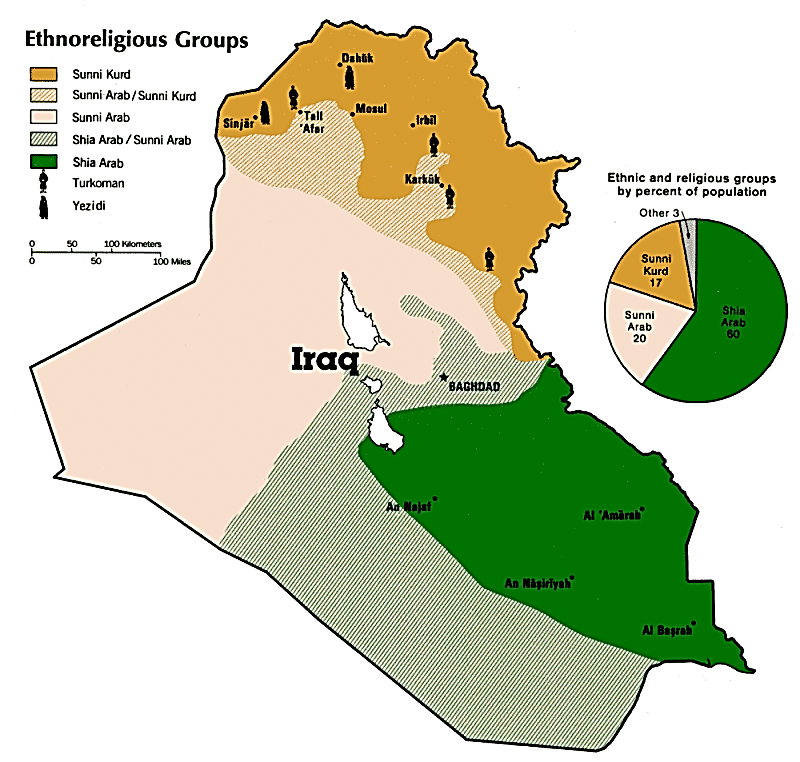 Ethnoreligious Groups
Sunni Kurd
Sunni Arab/Sunni Kurd
Sunni Arab
Shia Arab/Sunni Arab
Shia Arab
Turkoman
Yezidi
0 50 100 Kilometers
0 50 100 Miles
Dahūk
Sinjār
Tall
'Afar
Mosul
Irbīl
Karkūk
Iraq
BAGHDAD
An Najaf
Al 'Amārah
An Nāşirīyah
Al Başrah
Ethnic and religious groups
by percent of population
Other 3
Sunni
Kurd
17
Sunni
Arab
20
Shia
Arab
60